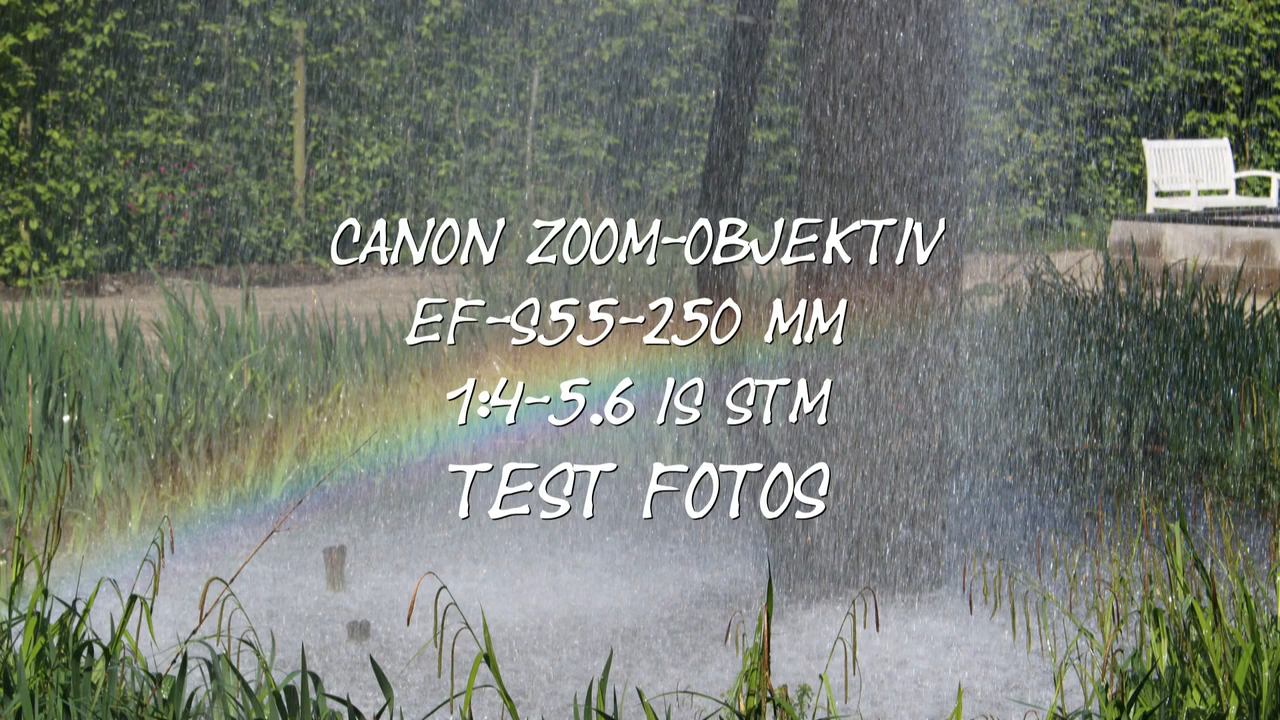 CANON ZOOM-OBJEKTIV
EF-S55-250 MM
1:4-5.6 IS STM
TEST FOTOS